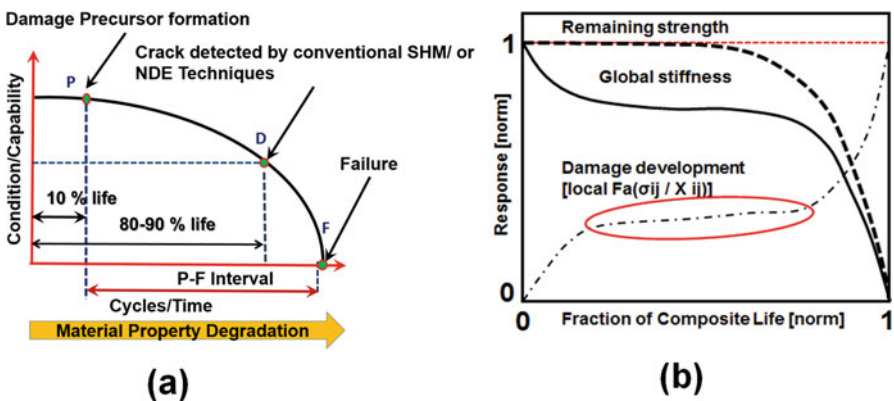 Damage Precursor formation
Crack detected by conventional SHM/ or
NDE Techniques
P
D
Failure
Condition/Capability
10 % life
80-90 % life
F
P-F Interval
Cycles/Time
Material Property Degradation
(a)
Remaining strength
1
Global stiffness
Response [norm]
Damage development
[local Fa(σij / X ij)]
0
0
Fraction of Composite Life [norm]
1
(b)